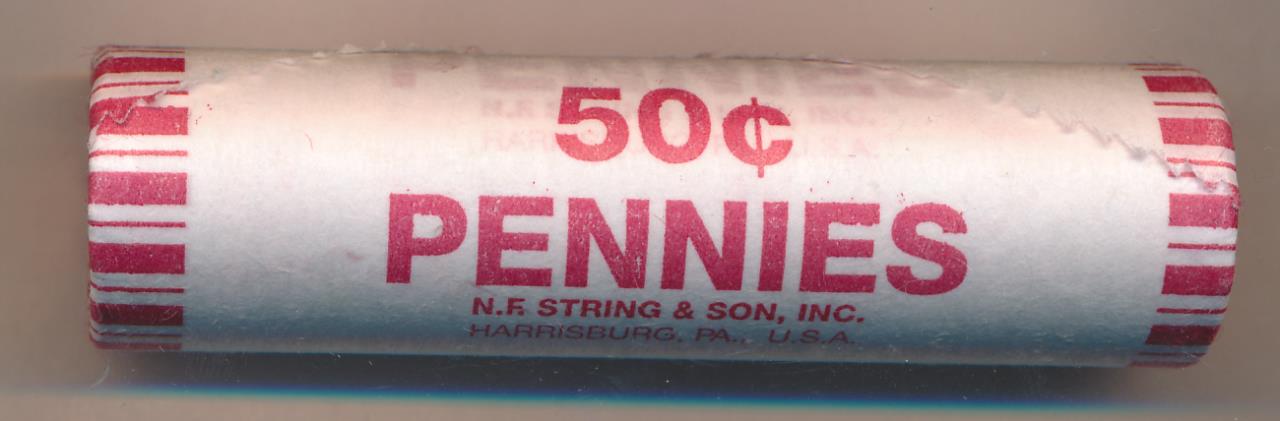 50¢
PENNIES
N.F. STRING & SON, INC.
HARRISBURG, PA., U.S.A.